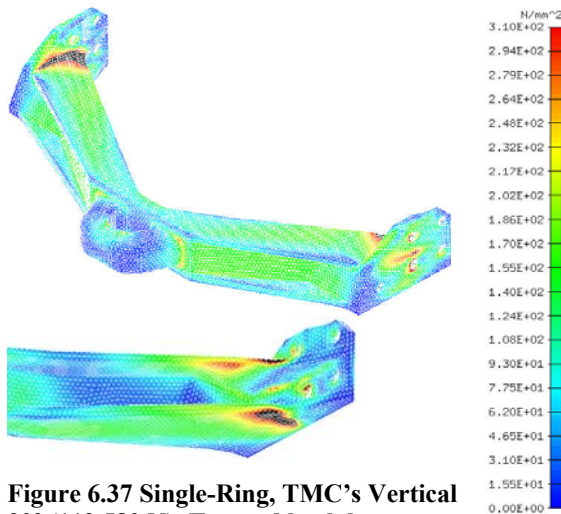 N/mm^2
3.10E+02
2.94E+02
2.79E+02
2.64E+02
2.48E+02
2.32E+02
2.17E+02
2.02E+02
1.86E+02
1.70E+02
1.55E+02
1.40E+02
1.24E+02
1.08E+02
9.30E+01
7.75E+01
6.20E+01
4.65E+01
3.10E+01
1.55E+01
0.00E+00
Figure 6.37 Single-Ring, TMC's Vertical